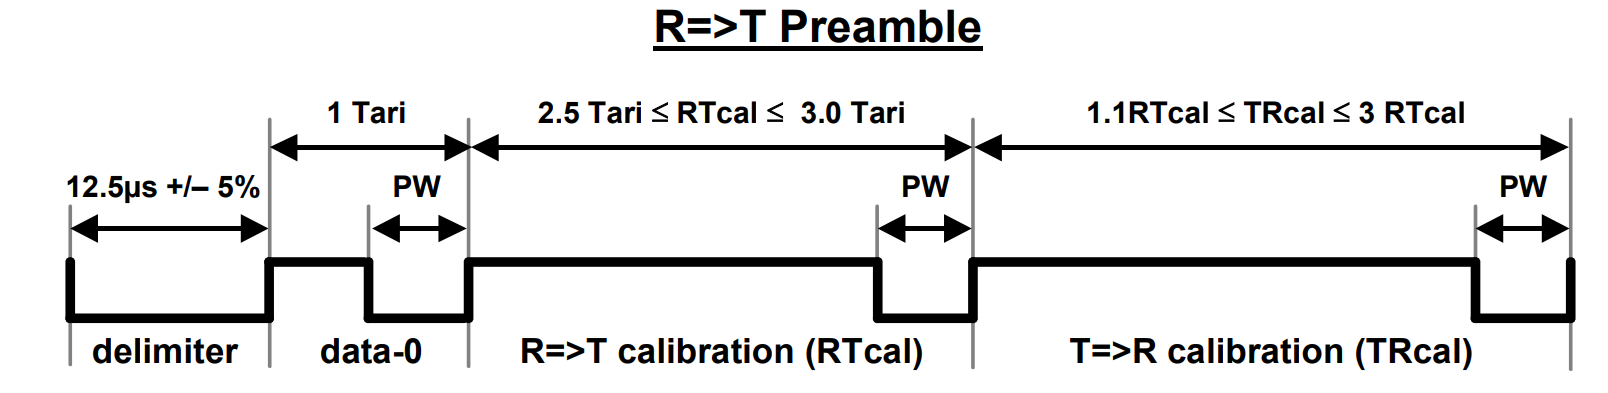 R=>T Preamble
1 Tari
2.5 Tari ≤ RTcal ≤ 3.0 Tari
1.1RTcal ≤ TRcal ≤ 3 RTcal
12.5µs +/– 5%
PW
PW
PW
delimiter
data-0
R=>T calibration (RTcal)
T=>R calibration (TRcal)